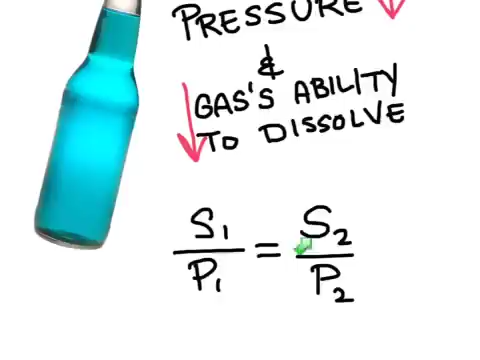 PRESSURE
&
GAS'S ABILITY
TO DISSOLVE
S₁/P₁ = S₂/P₂